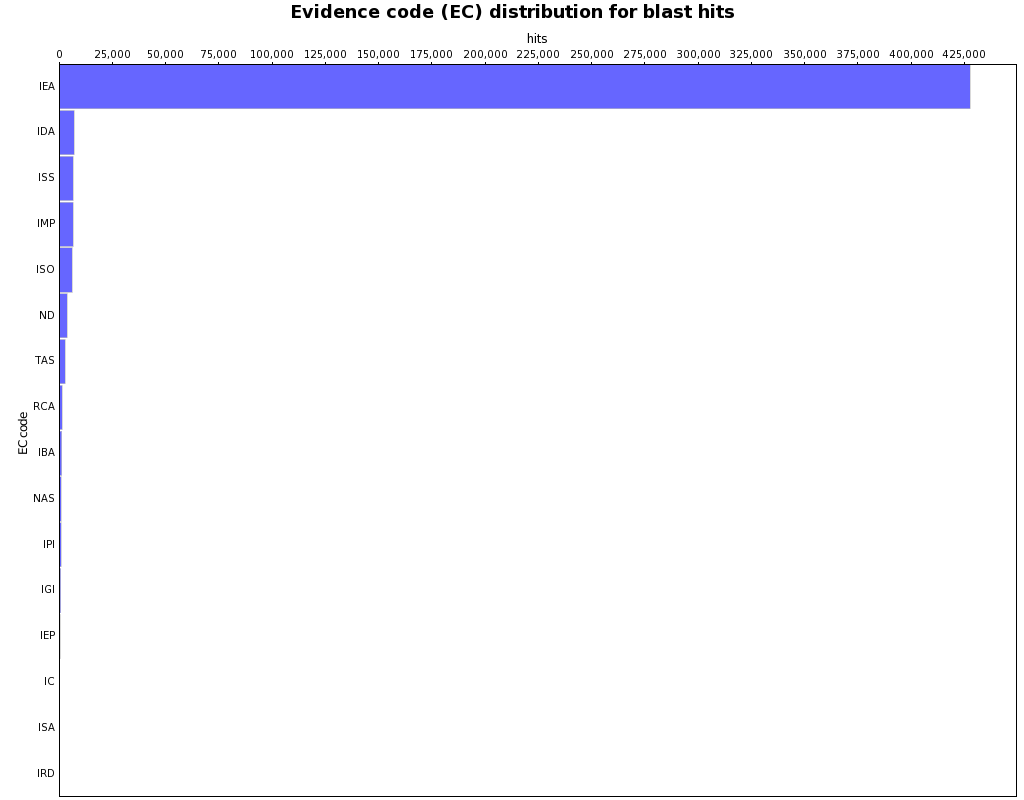 Evidence code (EC) distribution for blast hits
hits
0 25,000 50,000 75,000 100,000 125,000 150,000 175,000 200,000 225,000 250,000 275,000 300,000 325,000 350,000 375,000 400,000 425,000
IEA
IDA
ISS
IMP
ISO
ND
TAS
RCA
EC code
IBA
NAS
IPI
IGI
IEP
IC
ISA
IRD